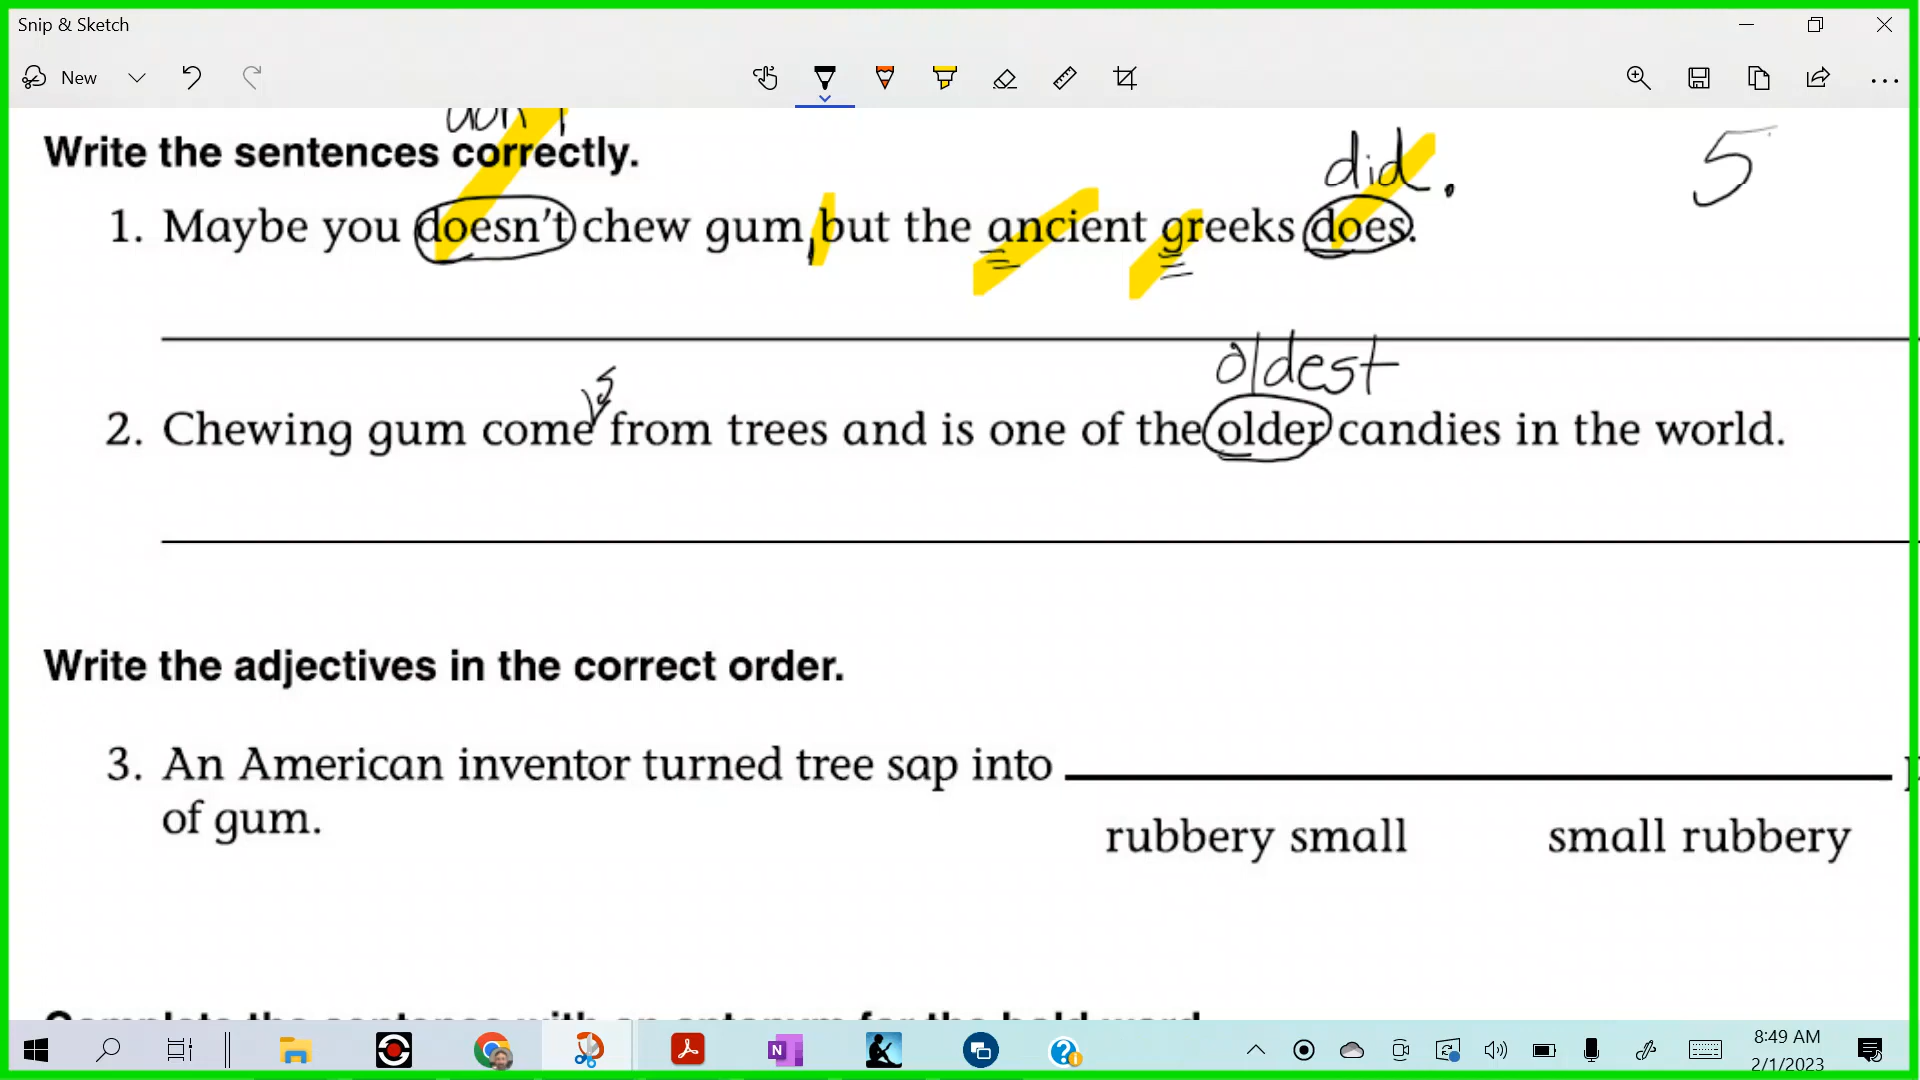 Snip & Sketch
New
Write the sentences correctly.
did.
5
1. Maybe you doesn't chew gum, but the ancient greeks does.
oldest
s
2. Chewing gum come from trees and is one of the older candies in the world.
Write the adjectives in the correct order.
3. An American inventor turned tree sap into
of gum.
rubbery small small rubbery
8:49 AM
2/1/2023